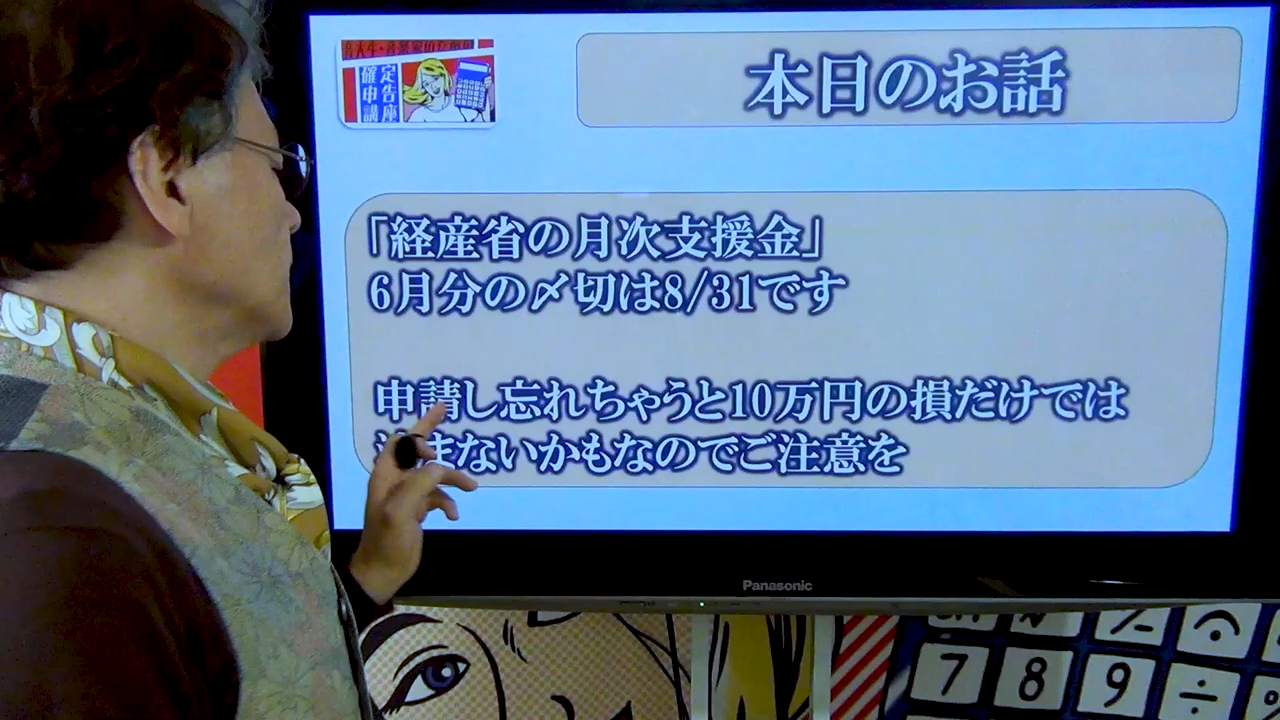 本日のお話
確定
申告
講座
「経産省の月次支援金」
6月分の〆切は8/31です
申請し忘れちゃうと10万円の損だけでは
まないかもなのでご注意を
Panasonic
7 8 9 ÷